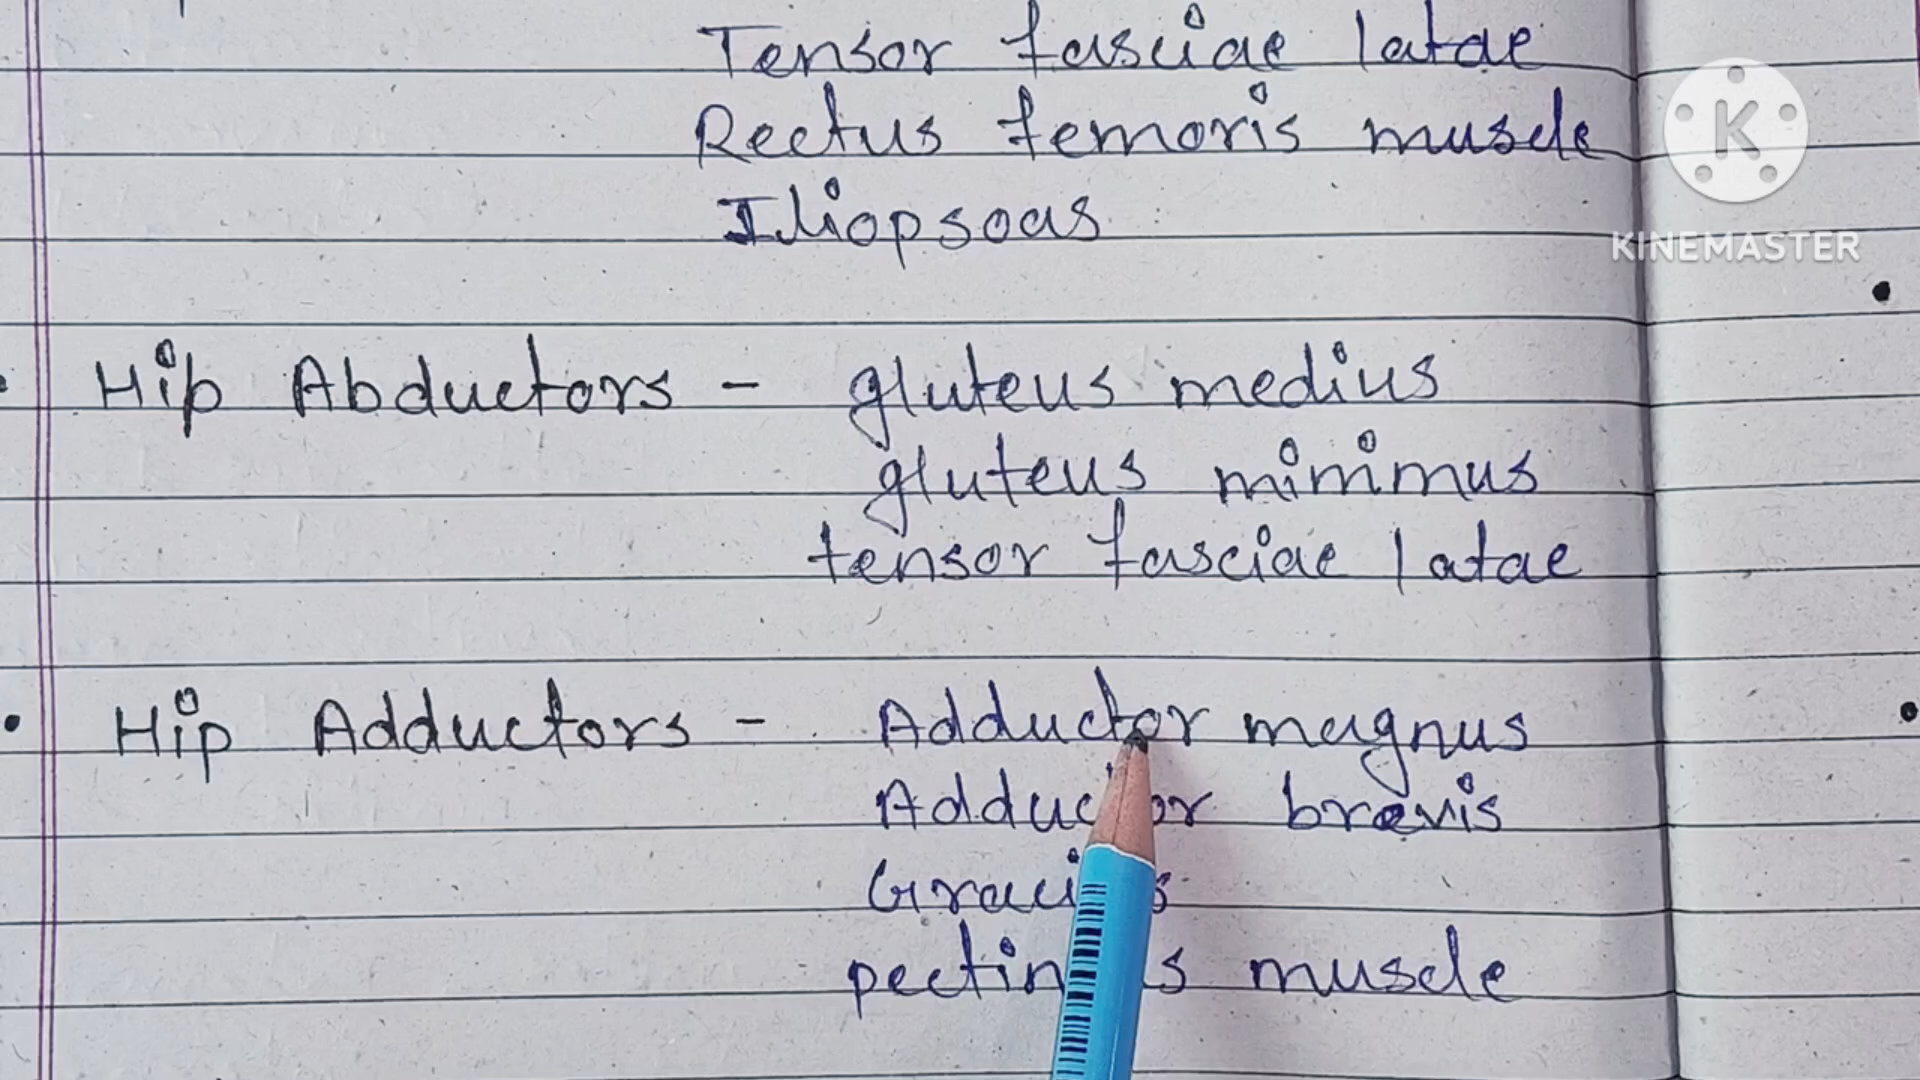 Tensor fasciae latae
Rectus femoris muscle
Iliopsoas
KINEMASTER
Hip Abductors - gluteus medius
gluteus minimus
tensor fasciae latae
• Hip Adductors - Adductor magnus
Adductor brevis
muscle